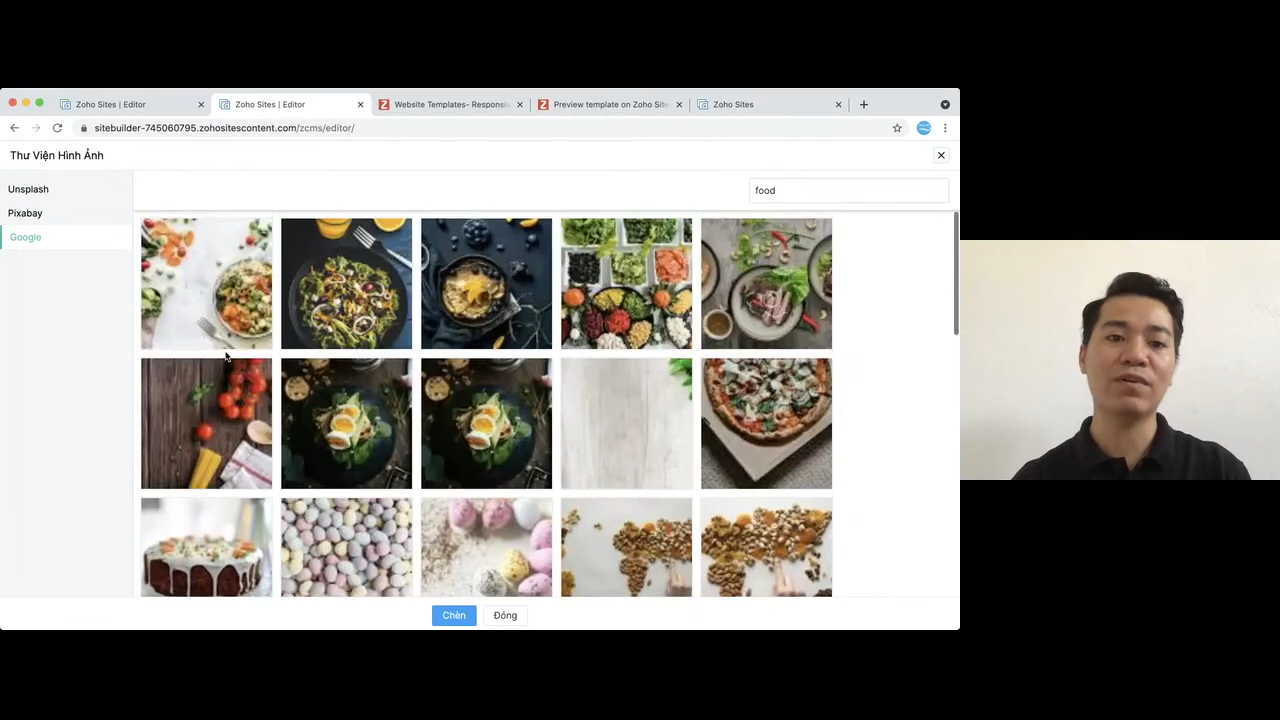 Zoho Sites | Editor
Zoho Sites | Editor
Website Templates- Responsiv
Preview template on Zoho Site
Zoho Sites
sitebuilder-745060795.zohositescontent.com/zcms/editor/
Thư Viện Hình Ảnh
Unsplash
food
Pixabay
Google
Chèn
Đóng